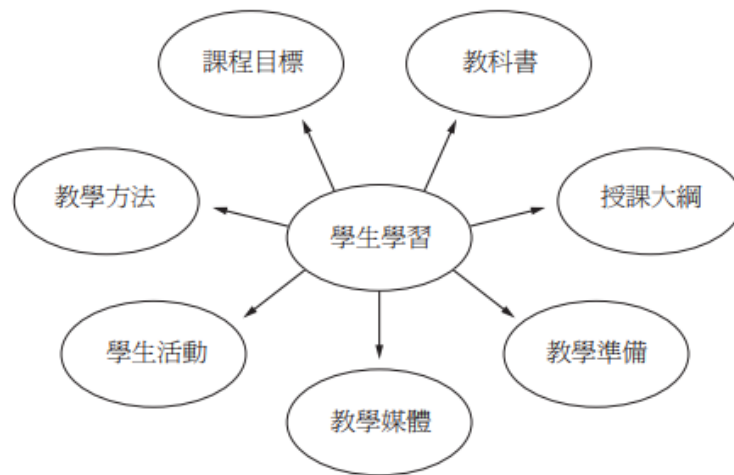 課程目標
教科書
教學方法
授課大綱
學生學習
學生活動
教學準備
教學媒體